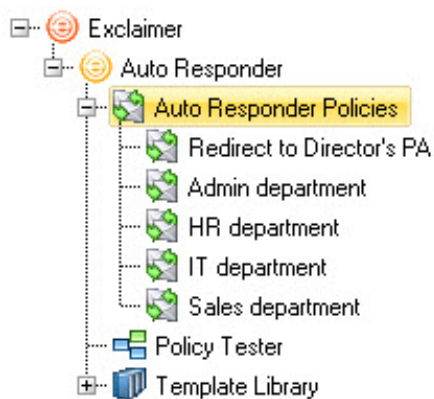 Exclaimer
Auto Responder
Auto Responder Policies
Redirect to Director's PA
Admin department
HR department
IT department
Sales department
Policy Tester
Template Library